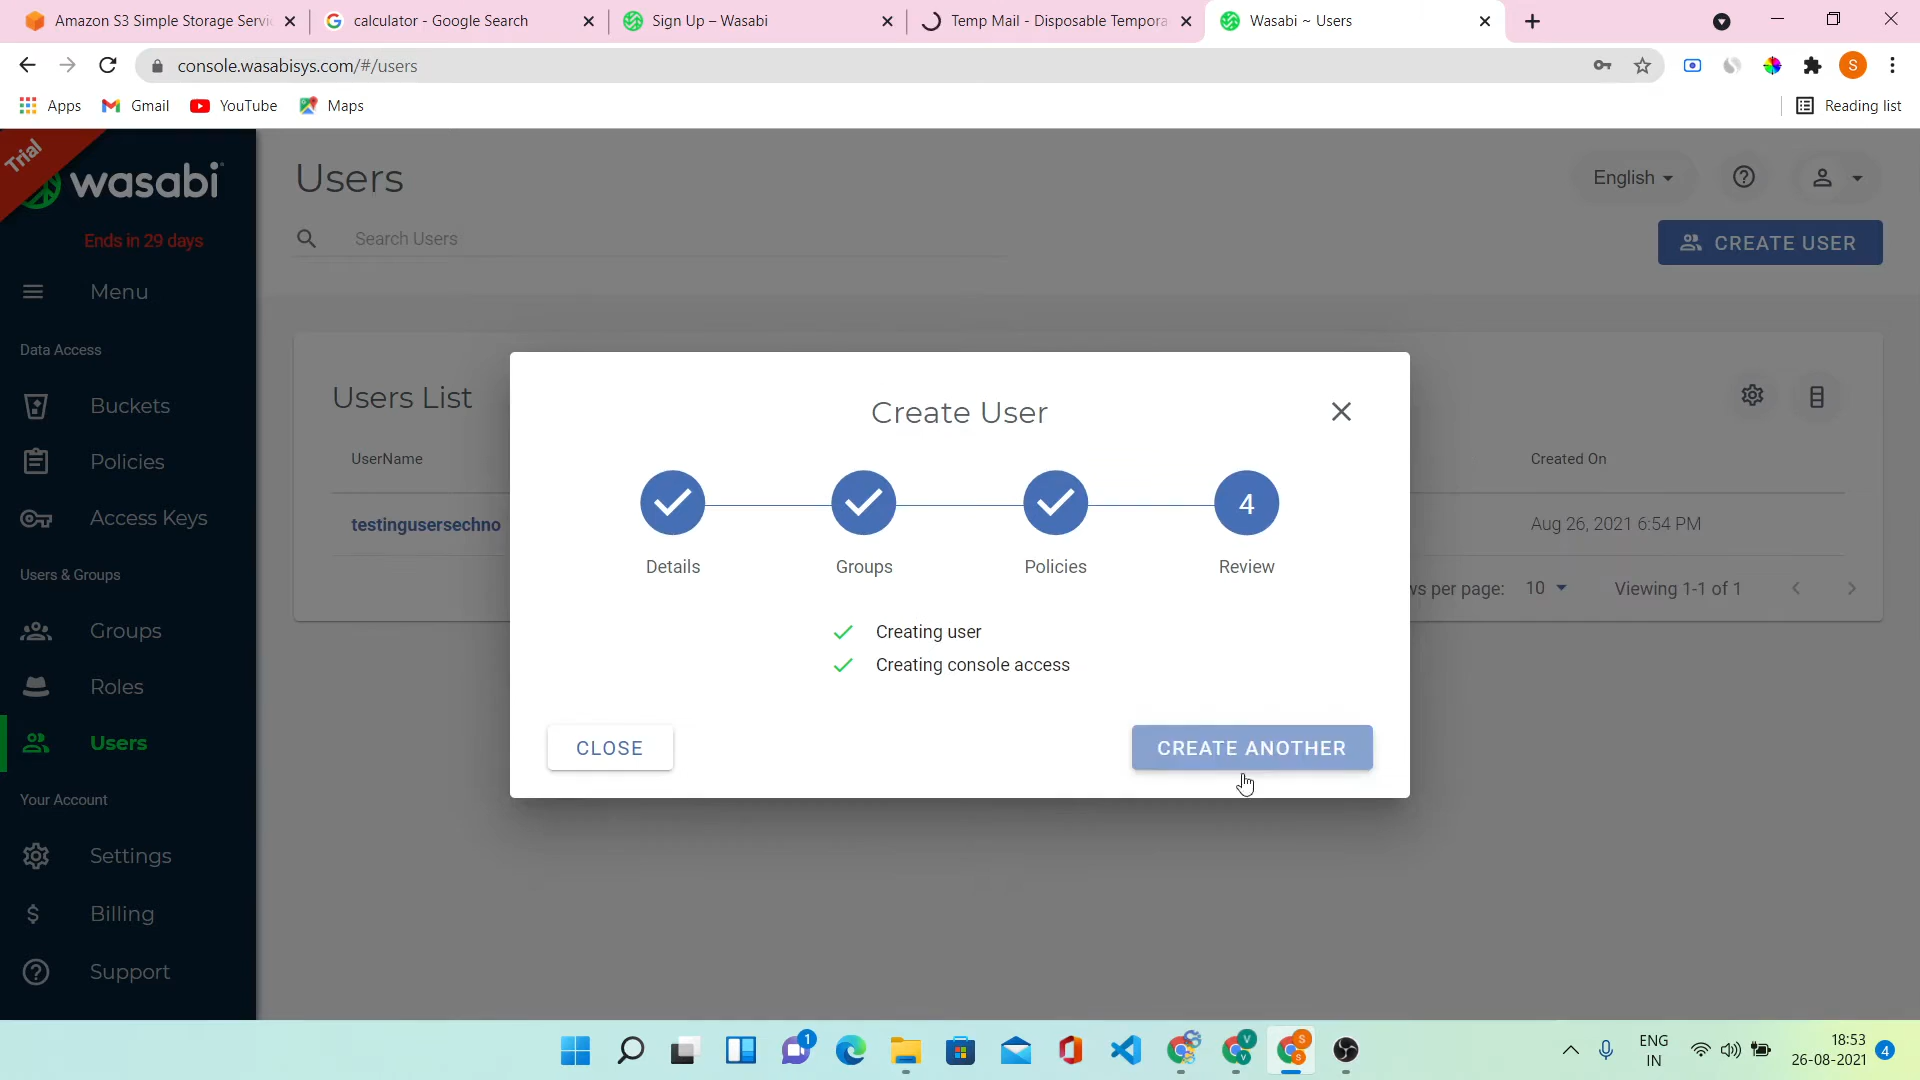 Amazon S3 Simple Storage Servic
calculator - Google Search
Sign Up – Wasabi
Temp Mail - Disposable Tempora
Wasabi ~ Users
console.wasabisys.com/#/users
S
Apps
Gmail
YouTube
Maps
Reading list
Trial
wasabi
Ends in 29 days
Menu
Data Access
Buckets
Policies
Access Keys
Users & Groups
Groups
Roles
Users
Your Account
Settings
Billing
Support
Users
English
Search Users
CREATE USER
Users List
UserName
Created On
testingusersechno
Aug 26, 2021 6:54 PM
ws per page:
10
Viewing 1-1 of 1
Create User
4
Details
Groups
Policies
Review
Creating user
Creating console access
CLOSE
CREATE ANOTHER
1
V
V
S
S
ENG
IN
18:53
26-08-2021
4